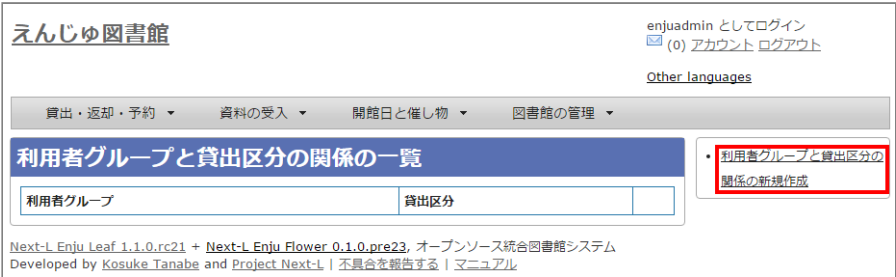 えんじゅ図書館
enjuadmin としてログイン
(0) アカウント ログアウト
Other languages
貸出・返却・予約 ▼ 資料の受入 ▼ 開館日と催し物 ▼ 図書館の管理 ▼
利用者グループと貸出区分の関係の一覧
利用者グループ 貸出区分
• 利用者グループと貸出区分の
関係の新規作成
Next-L Enju Leaf 1.1.0.rc21 + Next-L Enju Flower 0.1.0.pre23, オープンソース統合図書館システム
Developed by Kosuke Tanabe and Project Next-L | 不具合を報告する | マニュアル